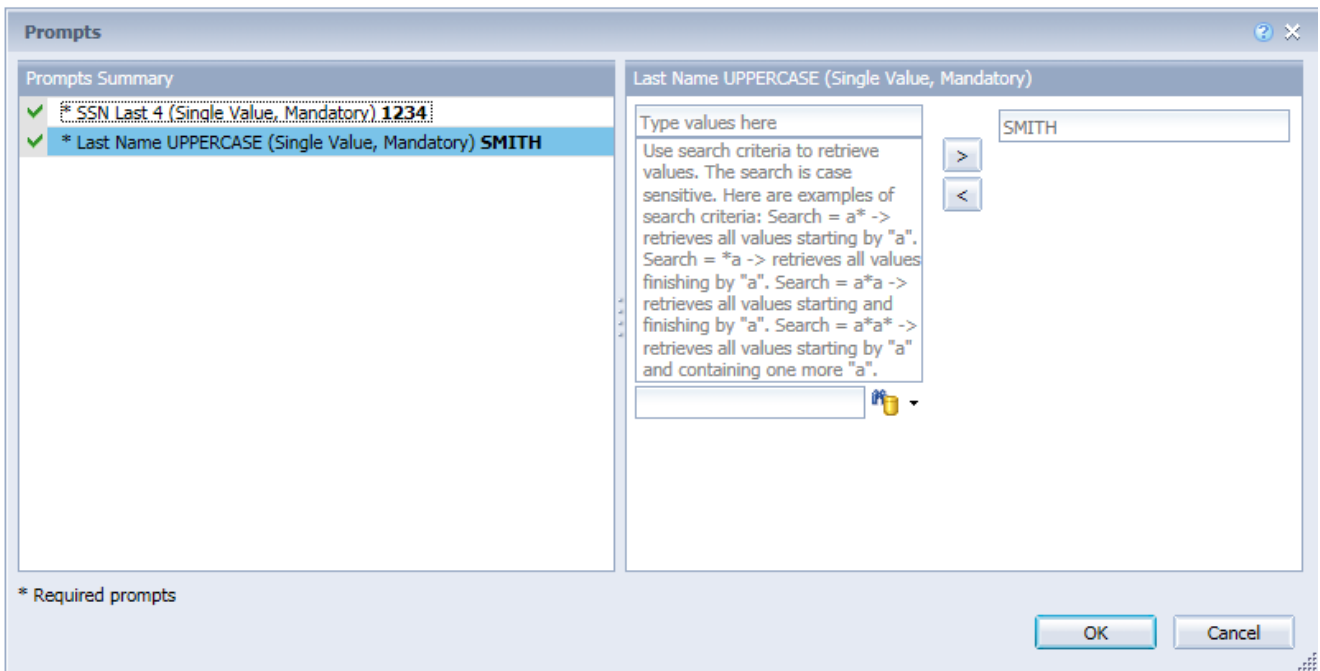 Prompts
Prompts Summary
* SSN Last 4 (Single Value, Mandatory) 1234
* Last Name UPPERCASE (Single Value, Mandatory) SMITH
Last Name UPPERCASE (Single Value, Mandatory)
Type values here
Use search criteria to retrieve
values. The search is case
sensitive. Here are examples of
search criteria: Search = a* ->
retrieves all values starting by "a".
Search = *a -> retrieves all values
finishing by "a". Search = a*a ->
retrieves all values starting and
finishing by "a". Search = a*a* ->
retrieves all values starting by "a"
and containing one more "a".
>
<
SMITH
* Required prompts
OK
Cancel